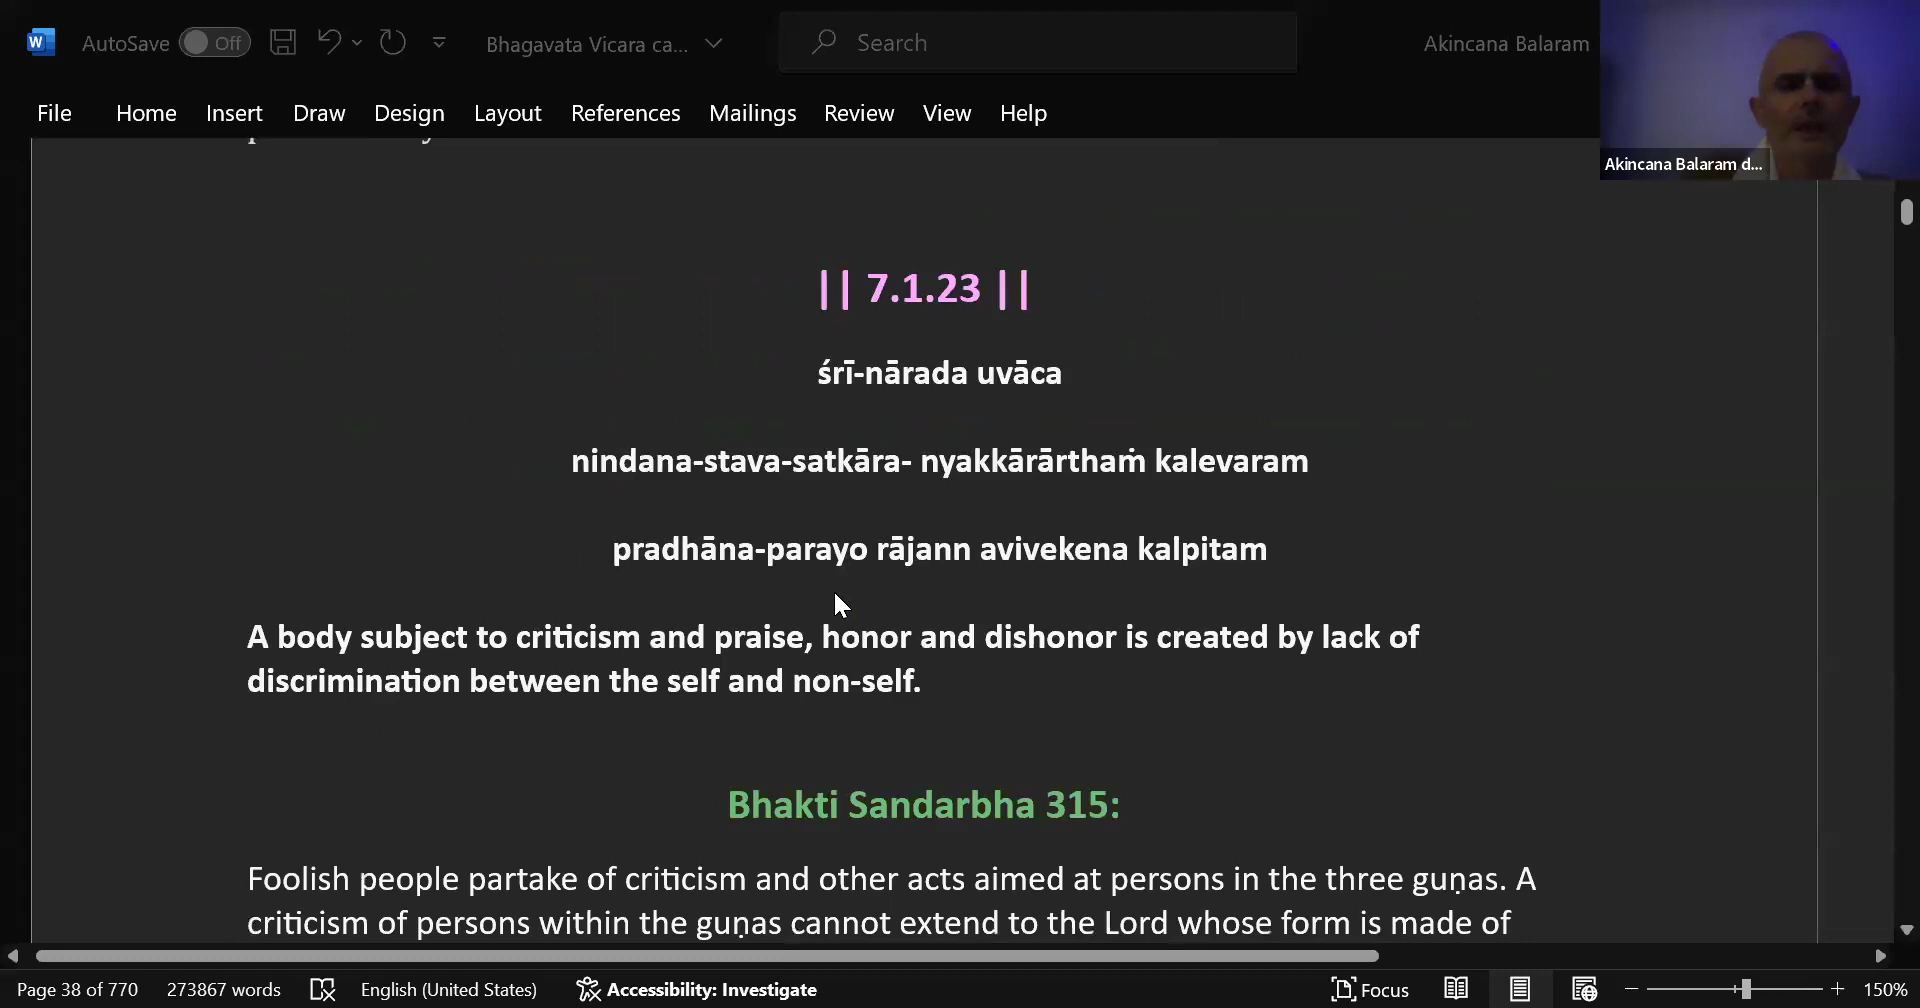 AutoSave Off Bhagavata Vicara ca... Search Akincana Balaram
File Home Insert Draw Design Layout References Mailings Review View Help
Akincana Balaram d...
|| 7.1.23 ||
śrī-nārada uvāca
nindana-stava-satkāra- nyakkārārthaṁ kalevaram
pradhāna-parayo rājann avivekena kalpitam
A body subject to criticism and praise, honor and dishonor is created by lack of
discrimination between the self and non-self.
Bhakti Sandarbha 315:
Foolish people partake of criticism and other acts aimed at persons in the three guṇas. A
criticism of persons within the guṇas cannot extend to the Lord whose form is made of
Page 38 of 770 273867 words English (United States) Accessibility: Investigate Focus 150%